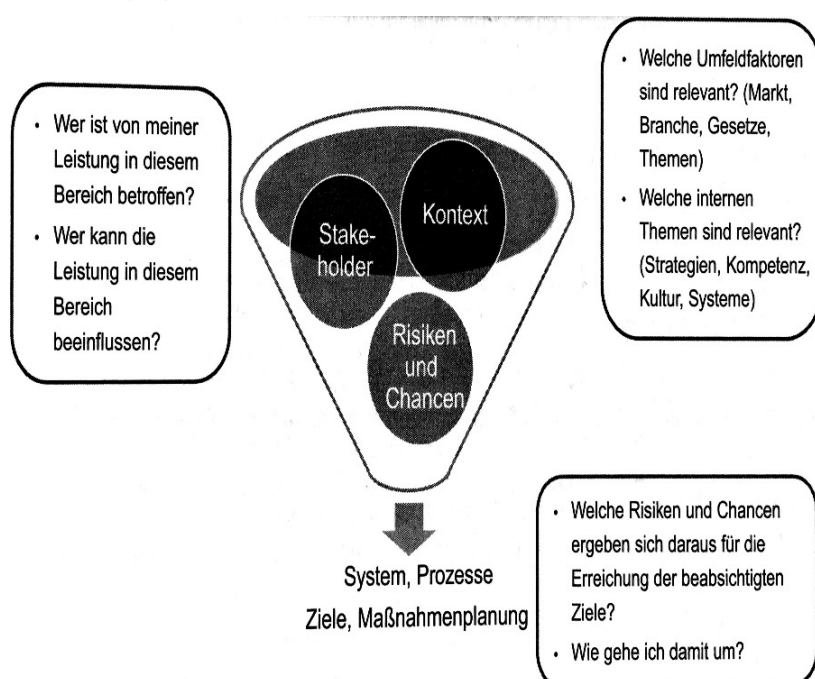 • Wer ist von meiner
Leistung in diesem
Bereich betroffen?
• Wer kann die
Leistung in diesem
Bereich
beeinflussen?
• Welche Umfeldfaktoren
sind relevant? (Markt,
Branche, Gesetze,
Themen)
• Welche internen
Themen sind relevant?
(Strategien, Kompetenz,
Kultur, Systeme)
Stake-
holder
Kontext
Risiken
und
Chancen
System, Prozesse
Ziele, Maßnahmenplanung
• Welche Risiken und Chancen
ergeben sich daraus für die
Erreichung der beabsichtigten
Ziele?
• Wie gehe ich damit um?